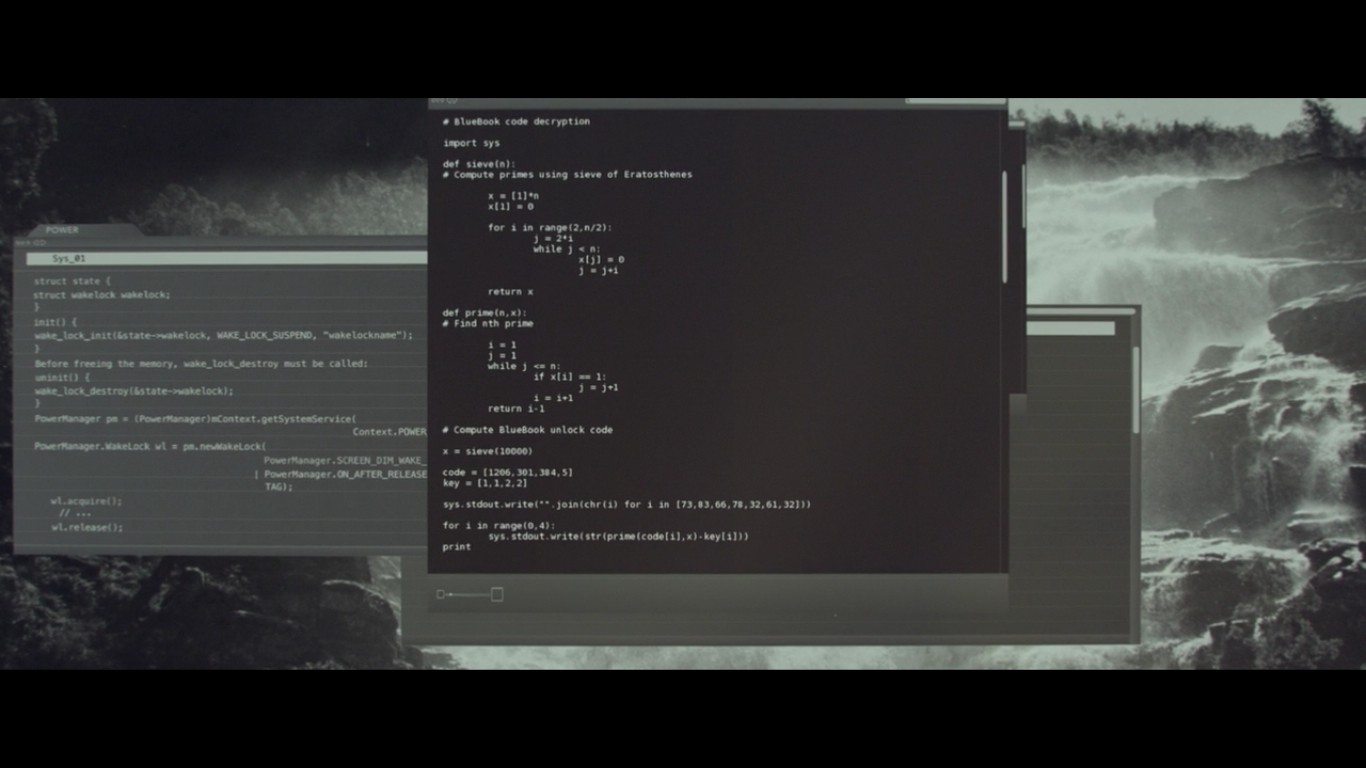 POWER
Sys_01
struct state {
struct wakelock wakelock;
}
init() {
wake_lock_init(&state->wakelock, WAKE_LOCK_SUSPEND, "wakelockname");
}
Before freeing the memory, wake_lock_destroy must be called:
uninit() {
wake_lock_destroy(&state->wakelock);
}
PowerManager pm = (PowerManager)mContext.getSystemService(
Context.POWER
PowerManager.WakeLock wl = pm.newWakeLock(
PowerManager.SCREEN_DIM_WAKE_
| PowerManager.ON_AFTER_RELEASE
TAG);
wl.acquire();
// ...
wl.release();
# BlueBook code decryption
import sys
def sieve(n):
# Compute primes using sieve of Eratosthenes
x = [1]*n
x[1] = 0
for i in range(2,n/2):
j = 2*i
while j < n:
x[j] = 0
j = j+i
return x
def prime(n,x):
# Find nth prime
i = 1
j = 1
while j <= n:
if x[i] == 1:
j = j+1
i = i+1
return i-1
# Compute BlueBook unlock code
x = sieve(10000)
code = [1206,301,384,5]
key = [1,1,2,2]
sys.stdout.write("".join(chr(i) for i in [73,83,66,78,32,61,32]))
for i in range(0,4):
sys.stdout.write(str(prime(code[i],x)-key[i]))
print